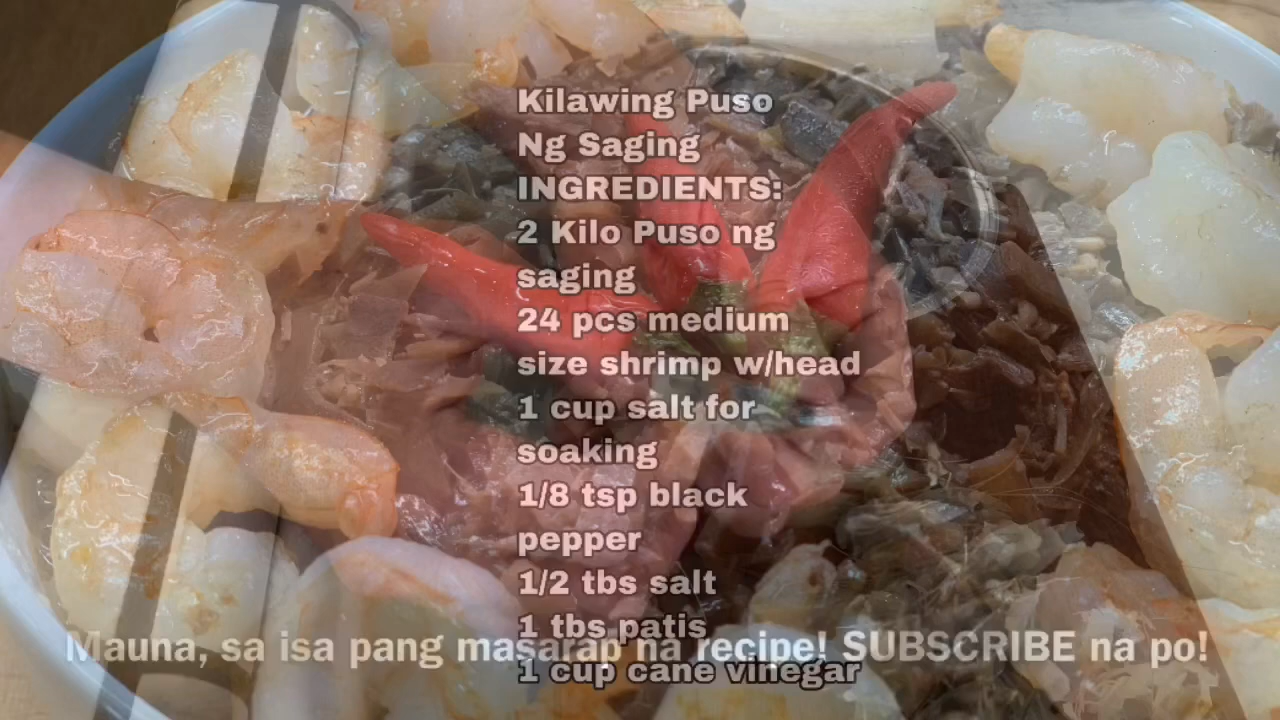 Kilawing Puso
Ng Saging
INGREDIENTS:
2 Kilo Puso ng
saging
24 pcs medium
size shrimp w/head
1 cup salt for
soaking
1/8 tsp black
pepper
1/2 tbs salt
1 tbs patis
Mauna, sa isa pang masarap na recipe! SUBSCRIBE na po!
1 cup cane vinegar